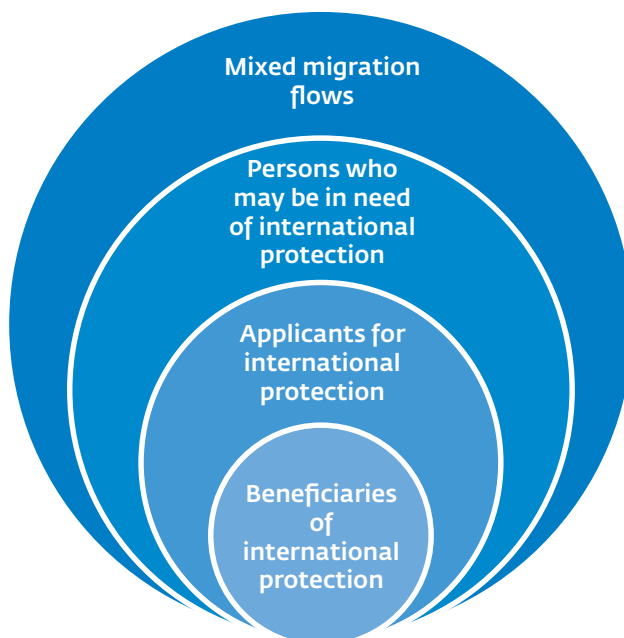 Mixed migration
flows
Persons who
may be in need
of international
protection
Applicants for
international
protection
Beneficiaries
of
international
protection